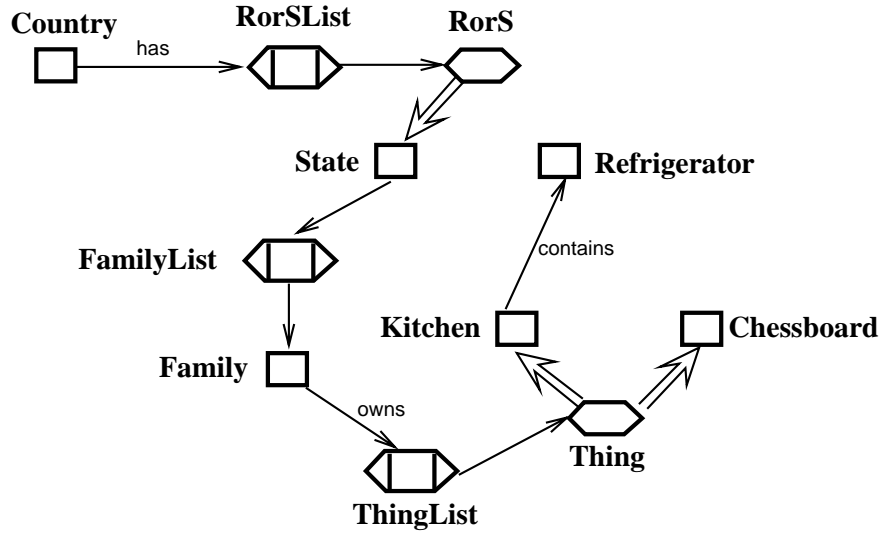 Country
has
RorSList
RorS
State
Refrigerator
FamilyList
contains
Kitchen
Chessboard
Family
owns
Thing
ThingList